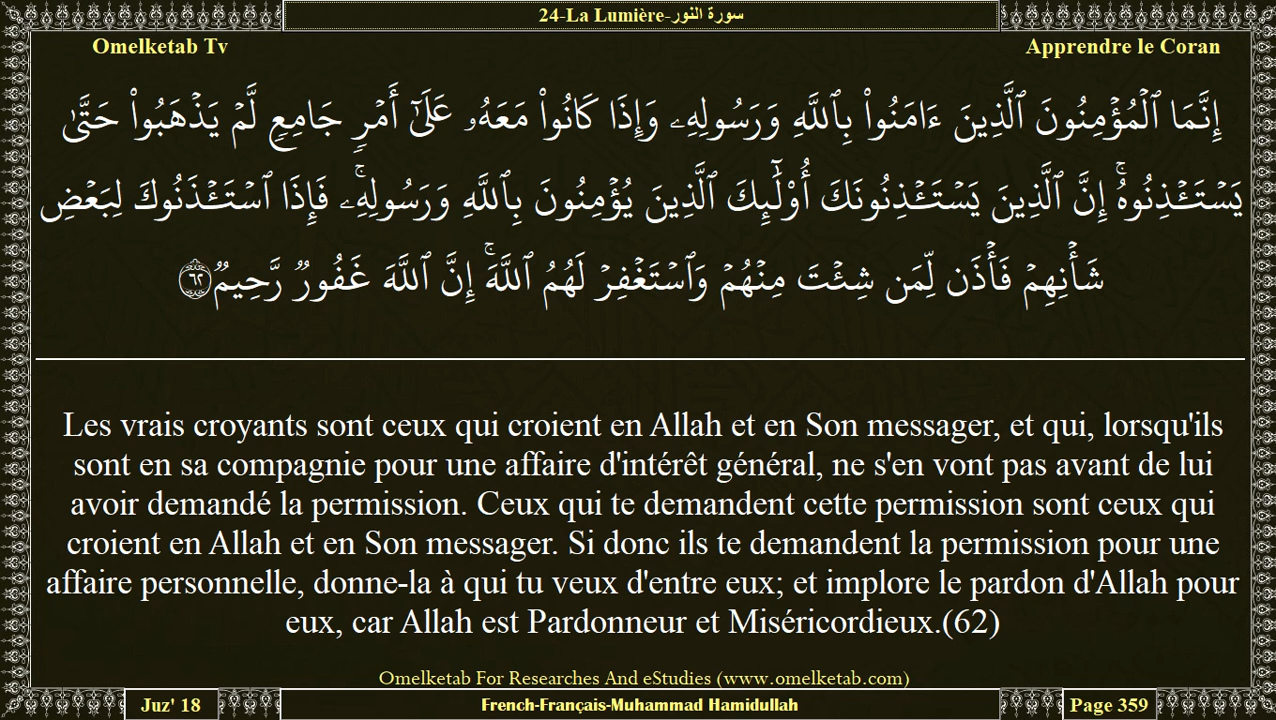 24-La Lumière-سورة النور
Omelketab Tv
Apprendre le Coran
إِنَّمَا ٱلۡمُؤۡمِنُونَ ٱلَّذِينَ ءَامَنُواْ بِٱللَّهِ وَرَسُولِهِۦ وَإِذَا كَانُواْ مَعَهُۥ عَلَىٰٓ أَمۡرٖ جَامِعٖ لَّمۡ يَذۡهَبُواْ حَتَّىٰ
يَسۡتَـٔۡذِنُوهُۚ إِنَّ ٱلَّذِينَ يَسۡتَـٔۡذِنُونَكَ أُوْلَٰٓئِكَ ٱلَّذِينَ يُؤۡمِنُونَ بِٱللَّهِ وَرَسُولِهِۦۚ فَإِذَا ٱسۡتَـٔۡذَنُوكَ لِبَعۡضِ
شَأۡنِهِمۡ فَأۡذَن لِّمَن شِئۡتَ مِنۡهُمۡ وَٱسۡتَغۡفِرۡ لَهُمُ ٱللَّهَۚ إِنَّ ٱللَّهَ غَفُورٞ رَّحِيمٞ ٦٢
Les vrais croyants sont ceux qui croient en Allah et en Son messager, et qui, lorsqu'ils
sont en sa compagnie pour une affaire d'intérêt général, ne s'en vont pas avant de lui
avoir demandé la permission. Ceux qui te demandent cette permission sont ceux qui
croient en Allah et en Son messager. Si donc ils te demandent la permission pour une
affaire personnelle, donne-la à qui tu veux d'entre eux; et implore le pardon d'Allah pour
eux, car Allah est Pardonneur et Miséricordieux.(62)
Omelketab For Researches And eStudies (www.omelketab.com)
Juz' 18
French-Français-Muhammad Hamidullah
Page 359